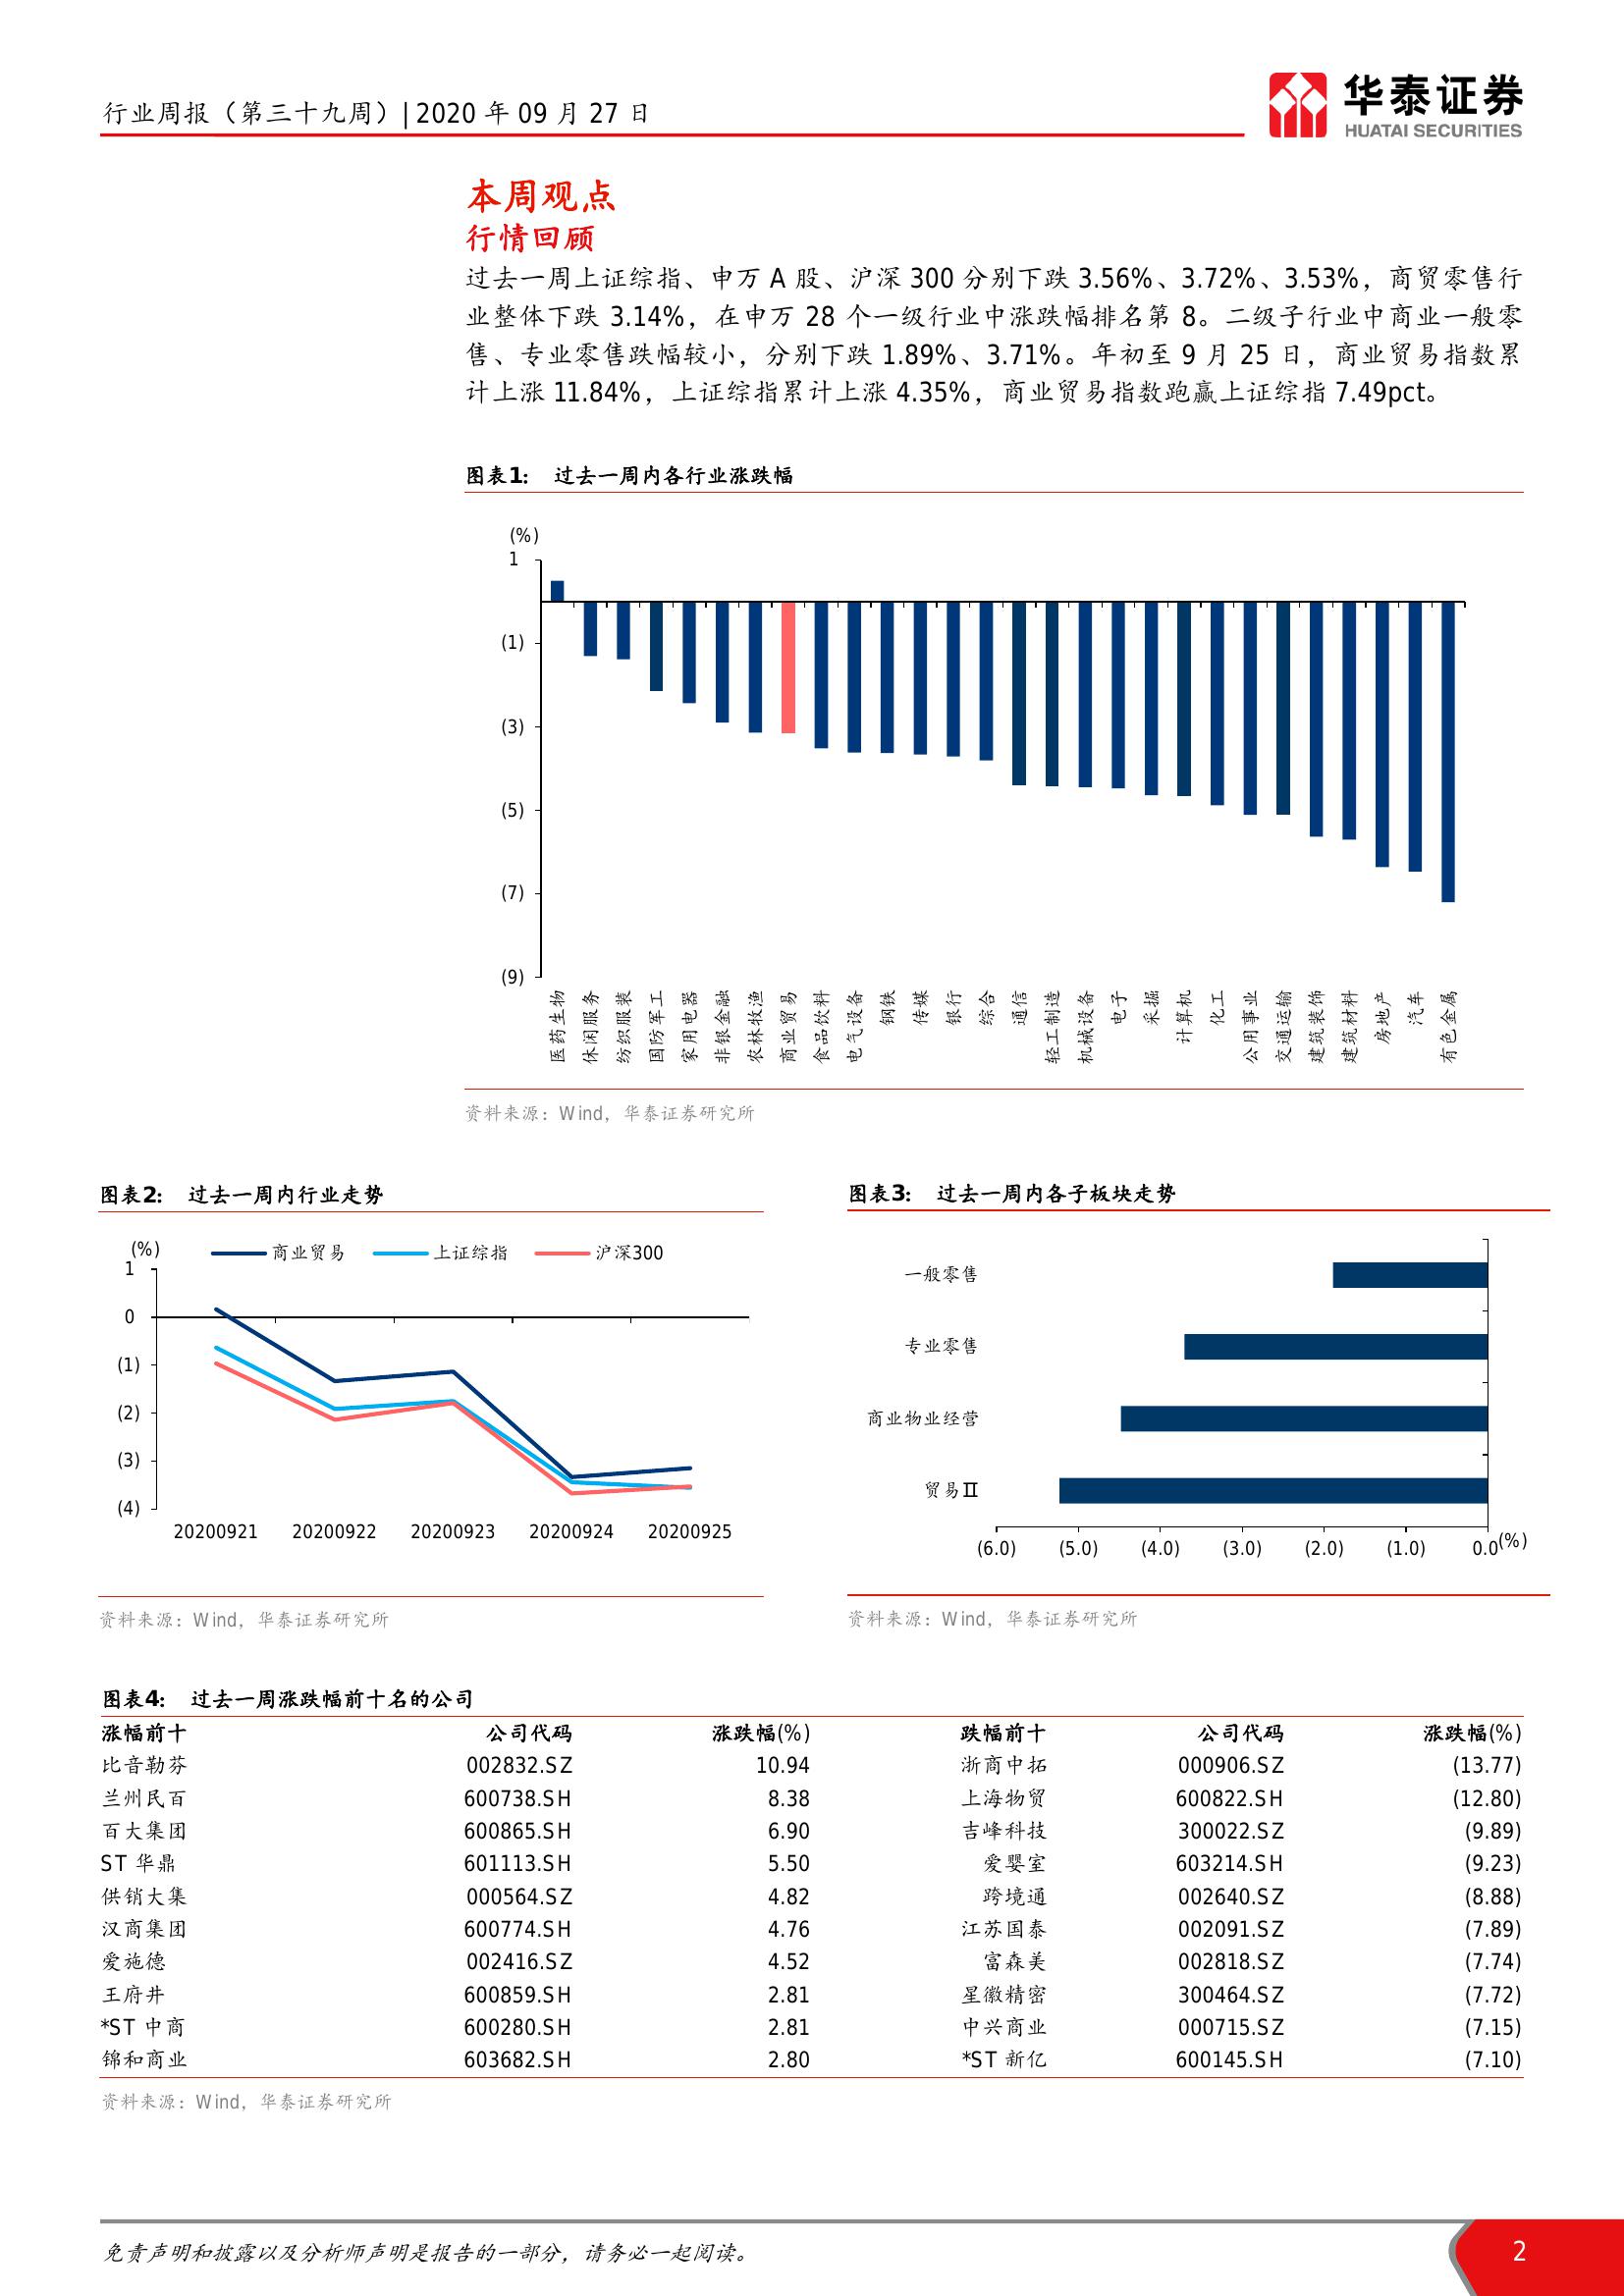 行业周报（第三十九周）| 2020 年 09 月 27 日
华泰证券
HUATAI SECURITIES
本周观点
行情回顾
过去一周上证综指、申万 A 股、沪深 300 分别下跌 3.56%、3.72%、3.53%，商贸零售行
业整体下跌 3.14%，在申万 28 个一级行业中涨跌幅排名第 8。二级子行业中商业一般零
售、专业零售跌幅较小，分别下跌 1.89%、3.71%。年初至 9 月 25 日，商业贸易指数累
计上涨 11.84%，上证综指累计上涨 4.35%，商业贸易指数跑赢上证综指 7.49pct。
图表1： 过去一周内各行业涨跌幅
(%)
1
(1)
(3)
(5)
(7)
(9)
医药生物
休闲服务
纺织服装
国防军工
家用电器
非银金融
农林牧渔
商业贸易
食品饮料
电气设备
钢铁
传媒
银行
综合
通信
轻工制造
机械设备
电子
采掘
计算机
化工
公用事业
交通运输
建筑装饰
建筑材料
房地产
汽车
有色金属
资料来源：Wind，华泰证券研究所
图表2： 过去一周内行业走势
(%)
商业贸易 上证综指 沪深300
1
0
(1)
(2)
(3)
(4)
20200921 20200922 20200923 20200924 20200925
资料来源：Wind，华泰证券研究所
图表3： 过去一周内各子板块走势
一般零售
专业零售
商业物业经营
贸易Ⅱ
(6.0) (5.0) (4.0) (3.0) (2.0) (1.0) 0.0 (%)
资料来源：Wind，华泰证券研究所
图表4： 过去一周涨跌幅前十名的公司
涨幅前十 公司代码 涨跌幅(%) 跌幅前十 公司代码 涨跌幅(%)
比音勒芬 002832.SZ 10.94 浙商中拓 000906.SZ (13.77)
兰州民百 600738.SH 8.38 上海物贸 600822.SH (12.80)
百大集团 600865.SH 6.90 吉峰科技 300022.SZ (9.89)
ST 华鼎 601113.SH 5.50 爱婴室 603214.SH (9.23)
供销大集 000564.SZ 4.82 跨境通 002640.SZ (8.88)
汉商集团 600774.SH 4.76 江苏国泰 002091.SZ (7.89)
爱施德 002416.SZ 4.52 富森美 002818.SZ (7.74)
王府井 600859.SH 2.81 星徽精密 300464.SZ (7.72)
*ST 中商 600280.SH 2.81 中兴商业 000715.SZ (7.15)
锦和商业 603682.SH 2.80 *ST 新亿 600145.SH (7.10)
资料来源：Wind，华泰证券研究所
免责声明和披露以及分析师声明是报告的一部分，请务必一起阅读。
2